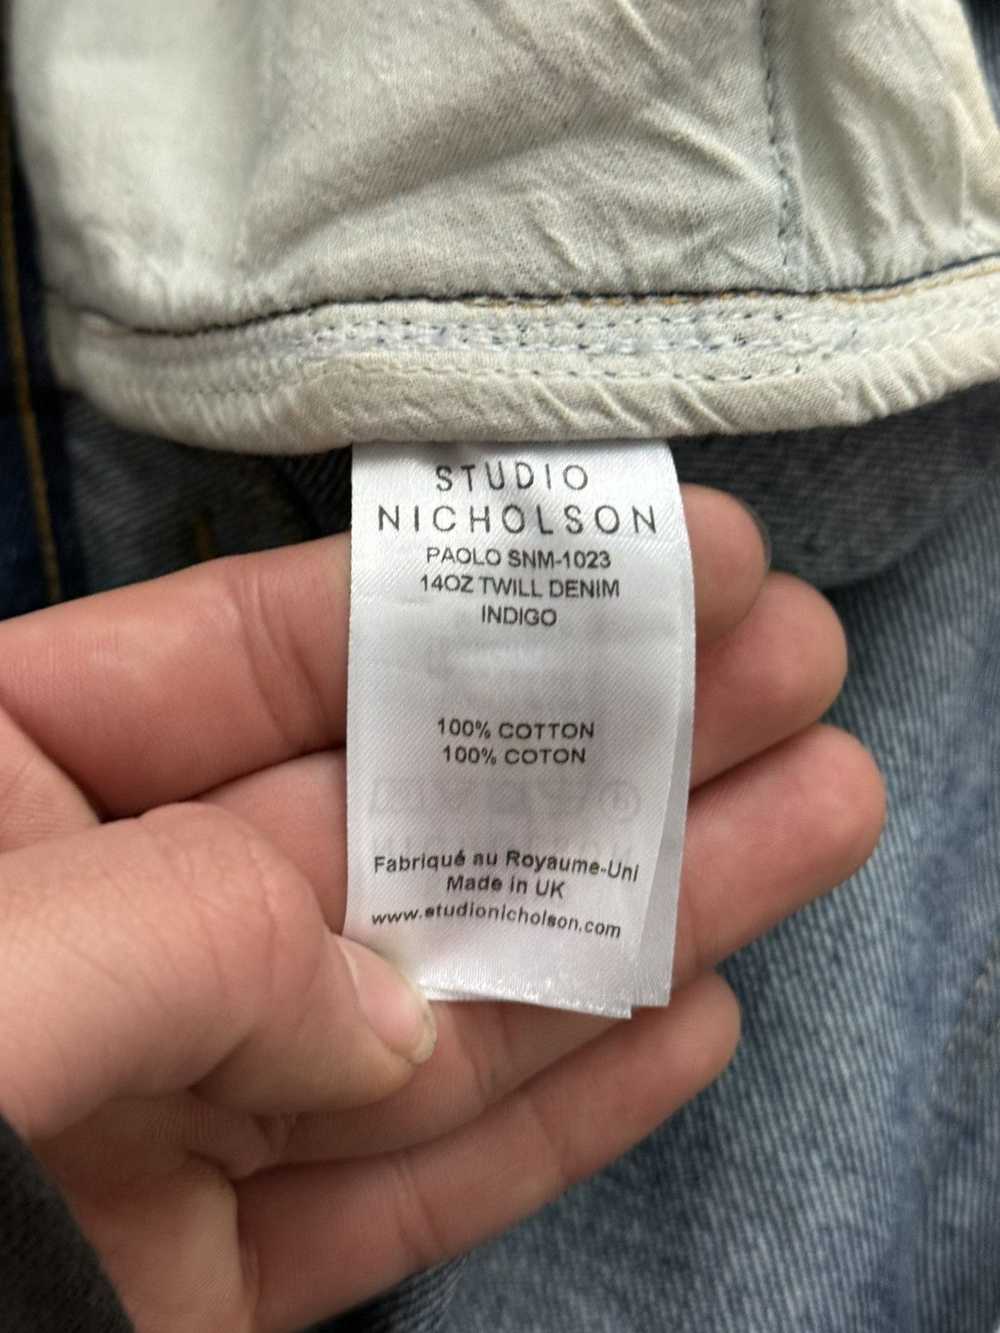 STUDIO
NICHOLSON
PAOLO SNM-1023
14OZ TWILL DENIM
INDIGO
100% COTTON
100% COTON
Fabriqué au Royaume-Uni
Made in UK
www.studionicholson.com